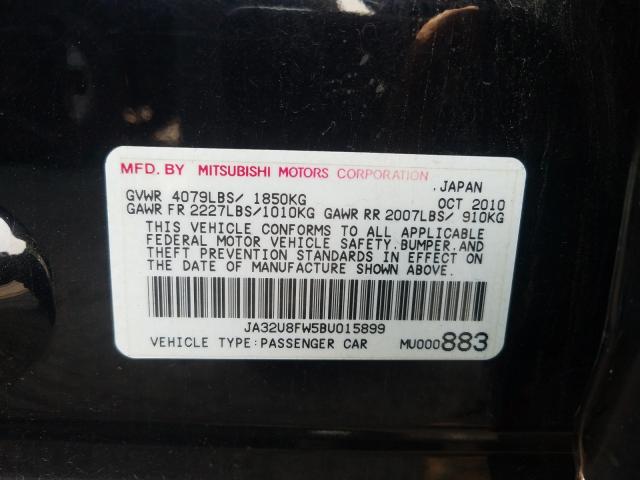 MFD. BY MITSUBISHI MOTORS CORPORATION
, JAPAN
GVWR 4079LBS/ 1850KG OCT 2010
GAWR FR 2227LBS/1010KG GAWR RR 2007LBS/ 910KG
THIS VEHICLE CONFORMS TO ALL APPLICABLE
FEDERAL MOTOR VEHICLE SAFETY,BUMPER,AND
THEFT PREVENTION STANDARDS IN EFFECT ON
THE DATE OF MANUFACTURE SHOWN ABOVE.
JA32U8FW5BU015899
VEHICLE TYPE:PASSENGER CAR MU000883